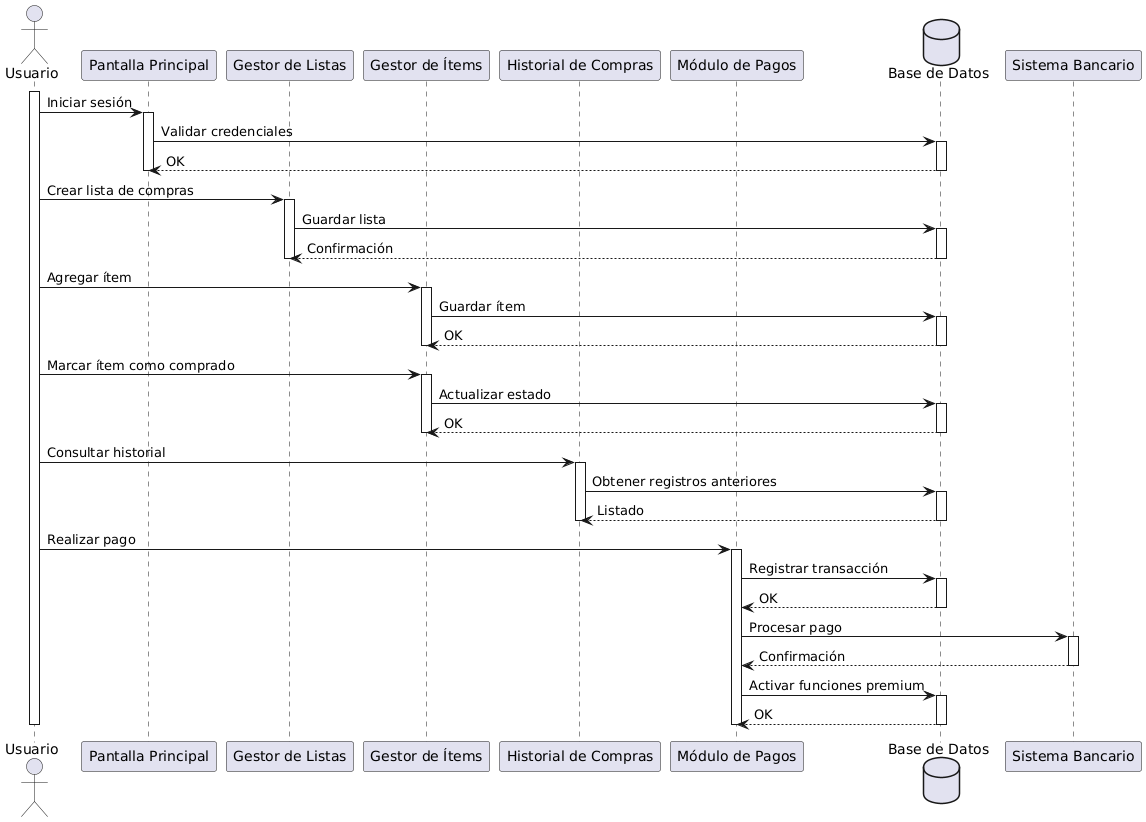 Usuario
Pantalla Principal
Gestor de Listas
Gestor de Ítems
Historial de Compras
Módulo de Pagos
Base de Datos
Sistema Bancario
Iniciar sesión
Validar credenciales
OK
Crear lista de compras
Guardar lista
Confirmación
Agregar ítem
Guardar ítem
OK
Marcar ítem como comprado
Actualizar estado
OK
Consultar historial
Obtener registros anteriores
Listado
Realizar pago
Registrar transacción
OK
Procesar pago
Confirmación
Activar funciones premium
OK
Usuario
Pantalla Principal
Gestor de Listas
Gestor de Ítems
Historial de Compras
Módulo de Pagos
Base de Datos
Sistema Bancario